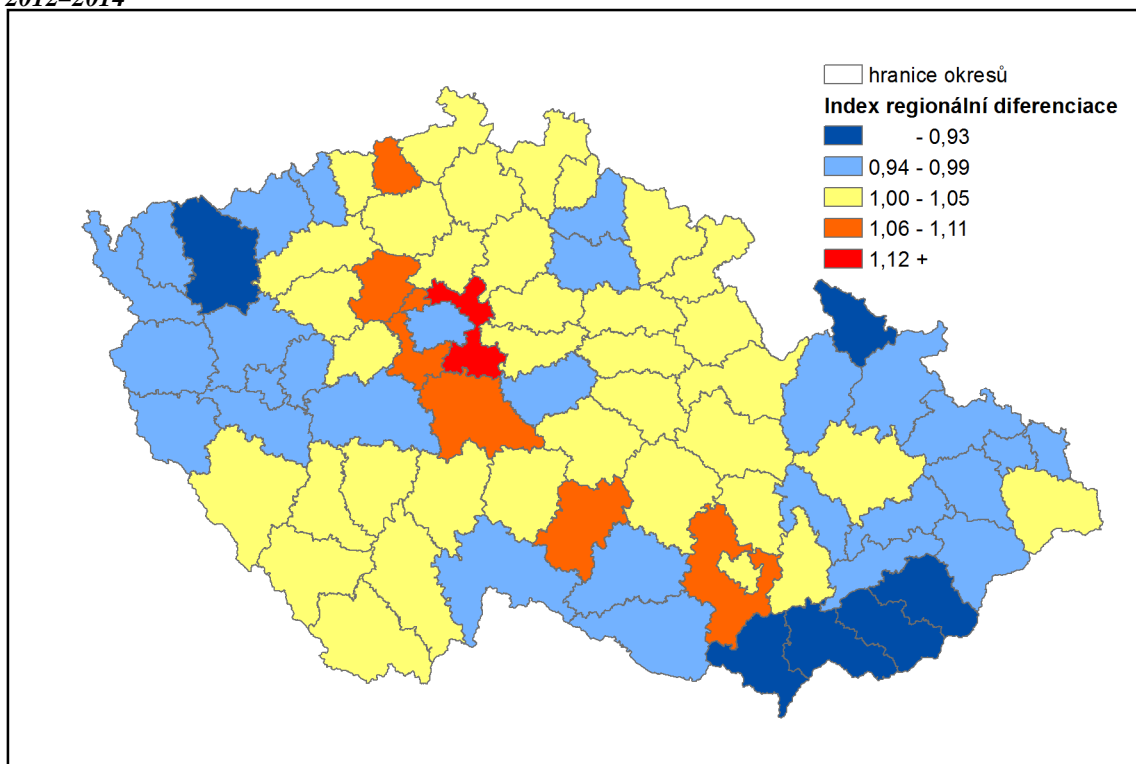 2012–2014
hranice okresů
Index regionální diferenciace
- 0,93
0,94 - 0,99
1,00 - 1,05
1,06 - 1,11
1,12 +